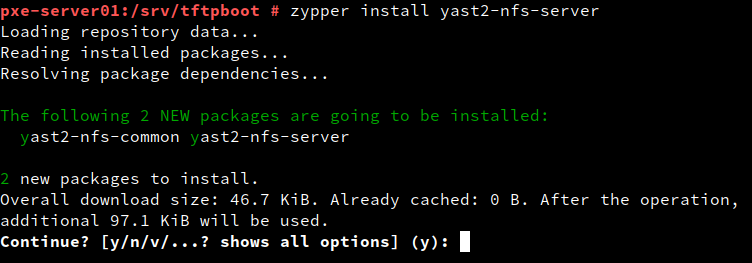 pxe-server01:/srv/tftpboot # zypper install yast2-nfs-server
Loading repository data...
Reading installed packages...
Resolving package dependencies...
The following 2 NEW packages are going to be installed:
yast2-nfs-common yast2-nfs-server
2 new packages to install.
Overall download size: 46.7 KiB. Already cached: 0 B. After the operation,
additional 97.1 KiB will be used.
Continue? [y/n/v/...? shows all options] (y):